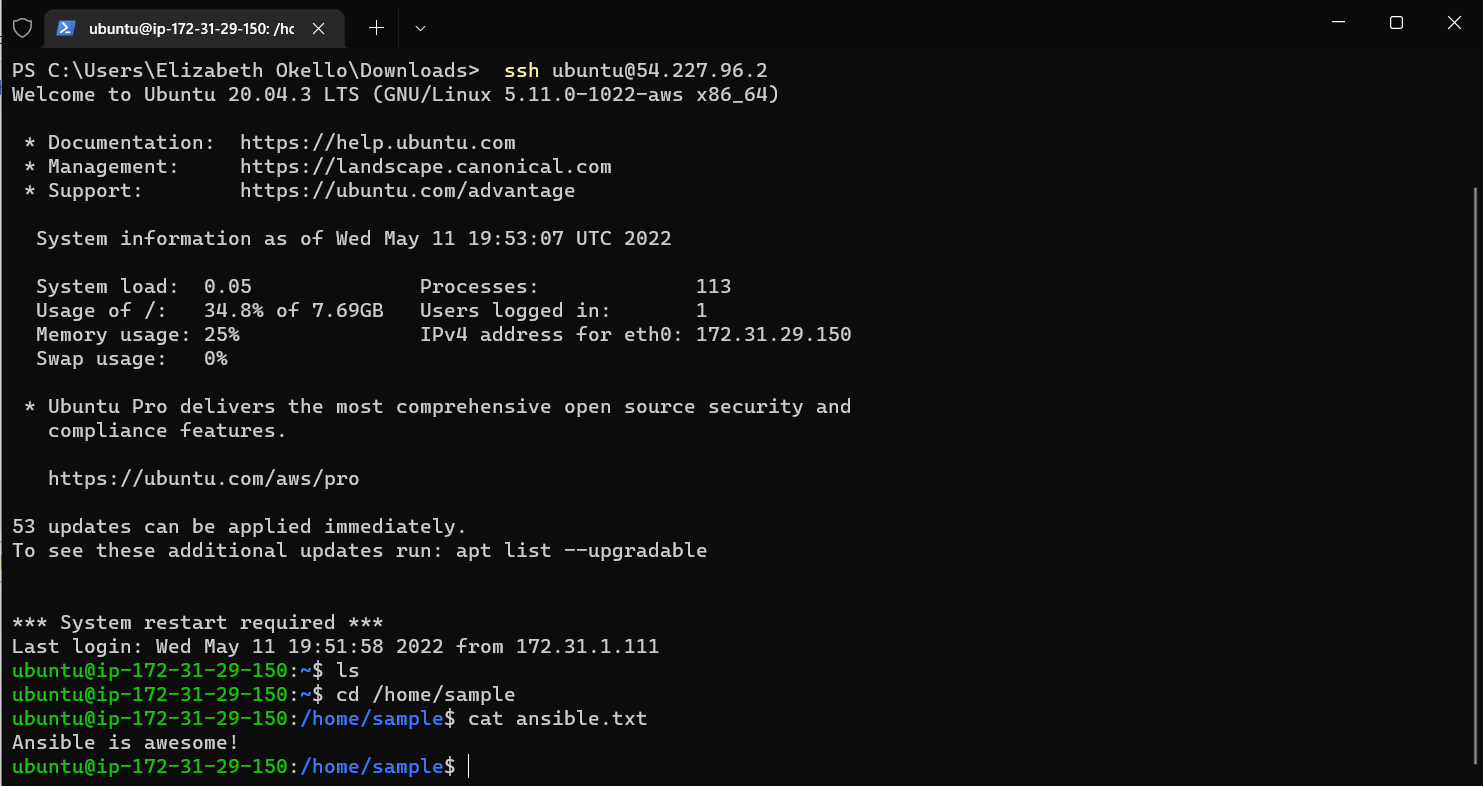 ubuntu@ip-172-31-29-150: /hc
PS C:\Users\Elizabeth Okello\Downloads>  ssh ubuntu@54.227.96.2
Welcome to Ubuntu 20.04.3 LTS (GNU/Linux 5.11.0-1022-aws x86_64)

 * Documentation:  https://help.ubuntu.com
 * Management:     https://landscape.canonical.com
 * Support:        https://ubuntu.com/advantage

  System information as of Wed May 11 19:53:07 UTC 2022

  System load:  0.05              Processes:             113
  Usage of /:   34.8% of 7.69GB   Users logged in:       1
  Memory usage: 25%               IPv4 address for eth0: 172.31.29.150
  Swap usage:   0%

 * Ubuntu Pro delivers the most comprehensive open source security and
   compliance features.

   https://ubuntu.com/aws/pro

53 updates can be applied immediately.
To see these additional updates run: apt list --upgradable

*** System restart required ***
Last login: Wed May 11 19:51:58 2022 from 172.31.1.111
ubuntu@ip-172-31-29-150:~$ ls
ubuntu@ip-172-31-29-150:~$ cd /home/sample
ubuntu@ip-172-31-29-150:/home/sample$ cat ansible.txt
Ansible is awesome!
ubuntu@ip-172-31-29-150:/home/sample$